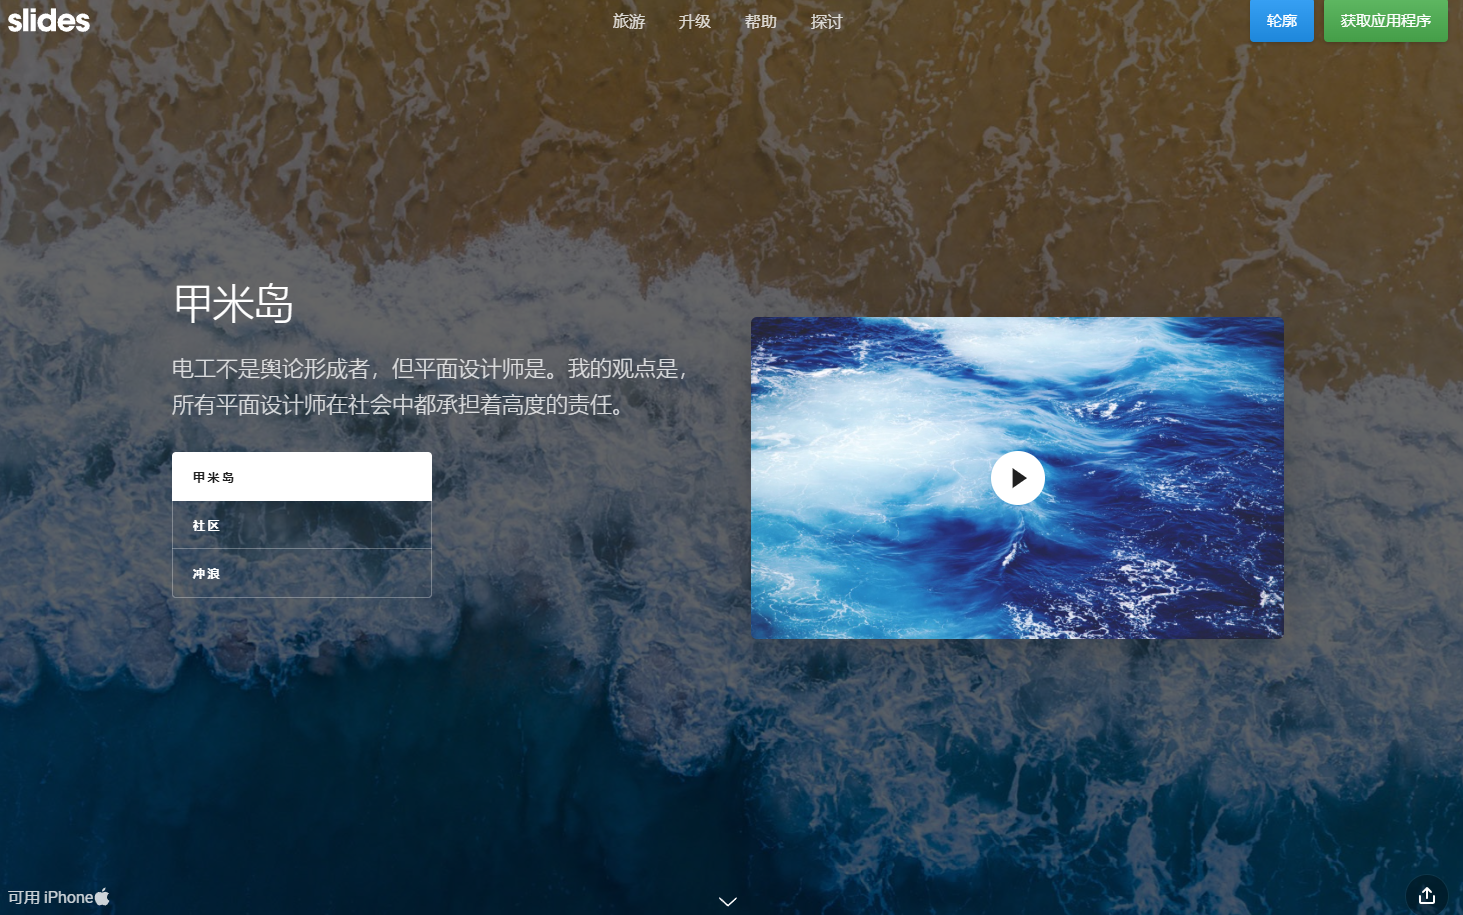 slides
旅游
升级
帮助
探讨
轮廓
获取应用程序
甲米岛
电工不是舆论形成者，但平面设计师是。我的观点是，
所有平面设计师在社会中都承担着高度的责任。
甲米岛
社区
冲浪
可用 iPhone